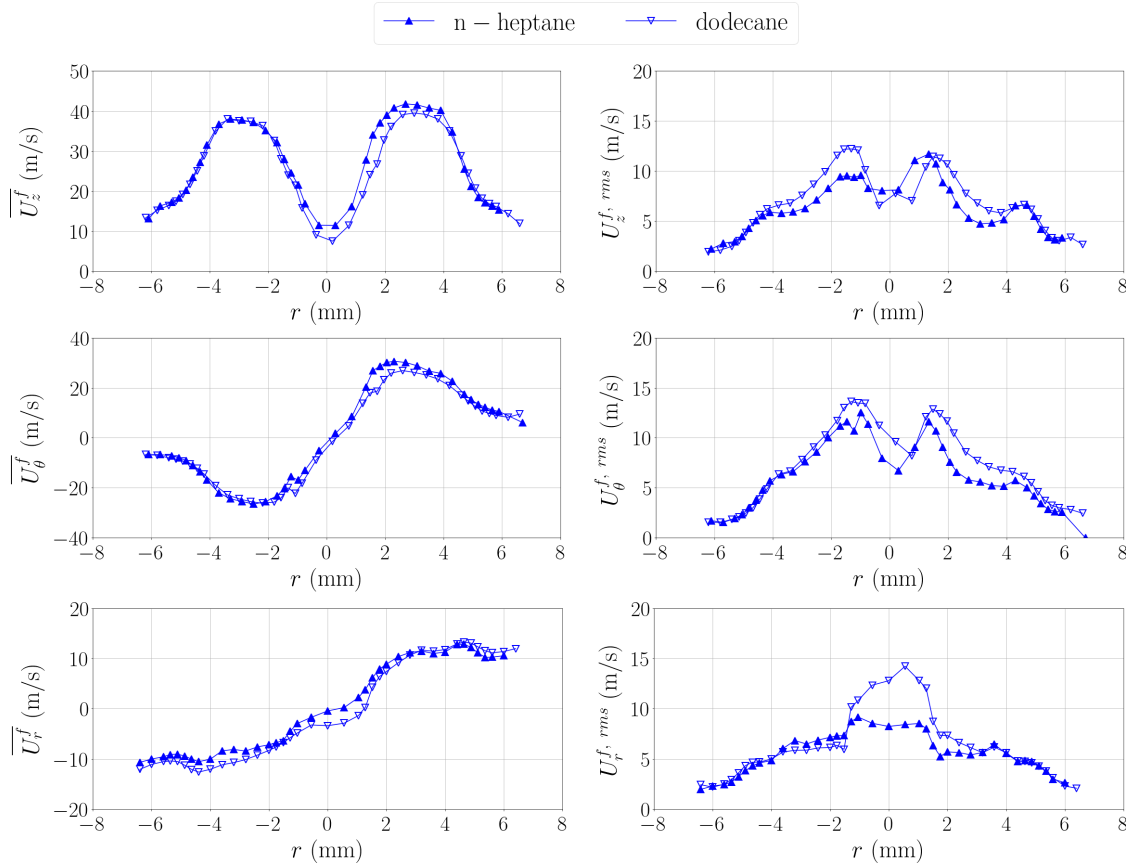 n − heptane dodecane
50
40
30
20
10
0
−8 −6 −4 −2 0 2 4 6 8
r (mm)
U_z^f (m/s)
20
15
10
5
0
−8 −6 −4 −2 0 2 4 6 8
r (mm)
U_z^{f, rms} (m/s)
40
20
0
−20
−40
−8 −6 −4 −2 0 2 4 6 8
r (mm)
U_θ^f (m/s)
20
15
10
5
0
−8 −6 −4 −2 0 2 4 6 8
r (mm)
U_θ^{f, rms} (m/s)
20
10
0
−10
−20
−8 −6 −4 −2 0 2 4 6 8
r (mm)
U_r^f (m/s)
20
15
10
5
0
−8 −6 −4 −2 0 2 4 6 8
r (mm)
U_r^{f, rms} (m/s)